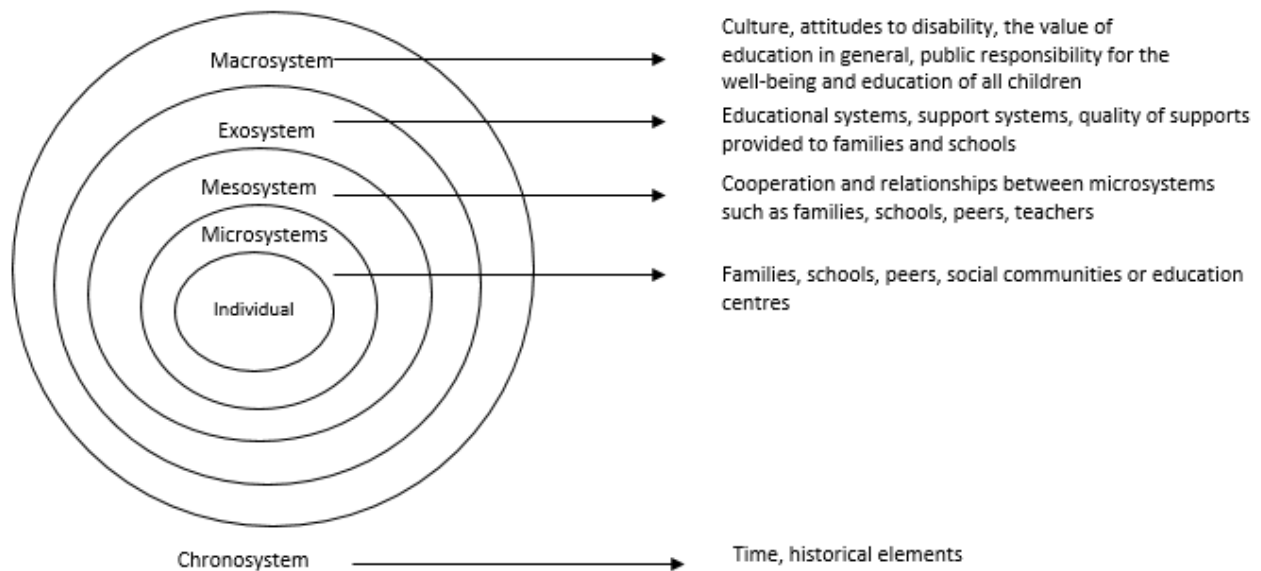 Macrosystem
Culture, attitudes to disability, the value of
education in general, public responsibility for the
well-being and education of all children
Exosystem
Educational systems, support systems, quality of supports
provided to families and schools
Mesosystem
Cooperation and relationships between microsystems
such as families, schools, peers, teachers
Microsystems
Families, schools, peers, social communities or education
centres
Individual
Chronosystem
Time, historical elements